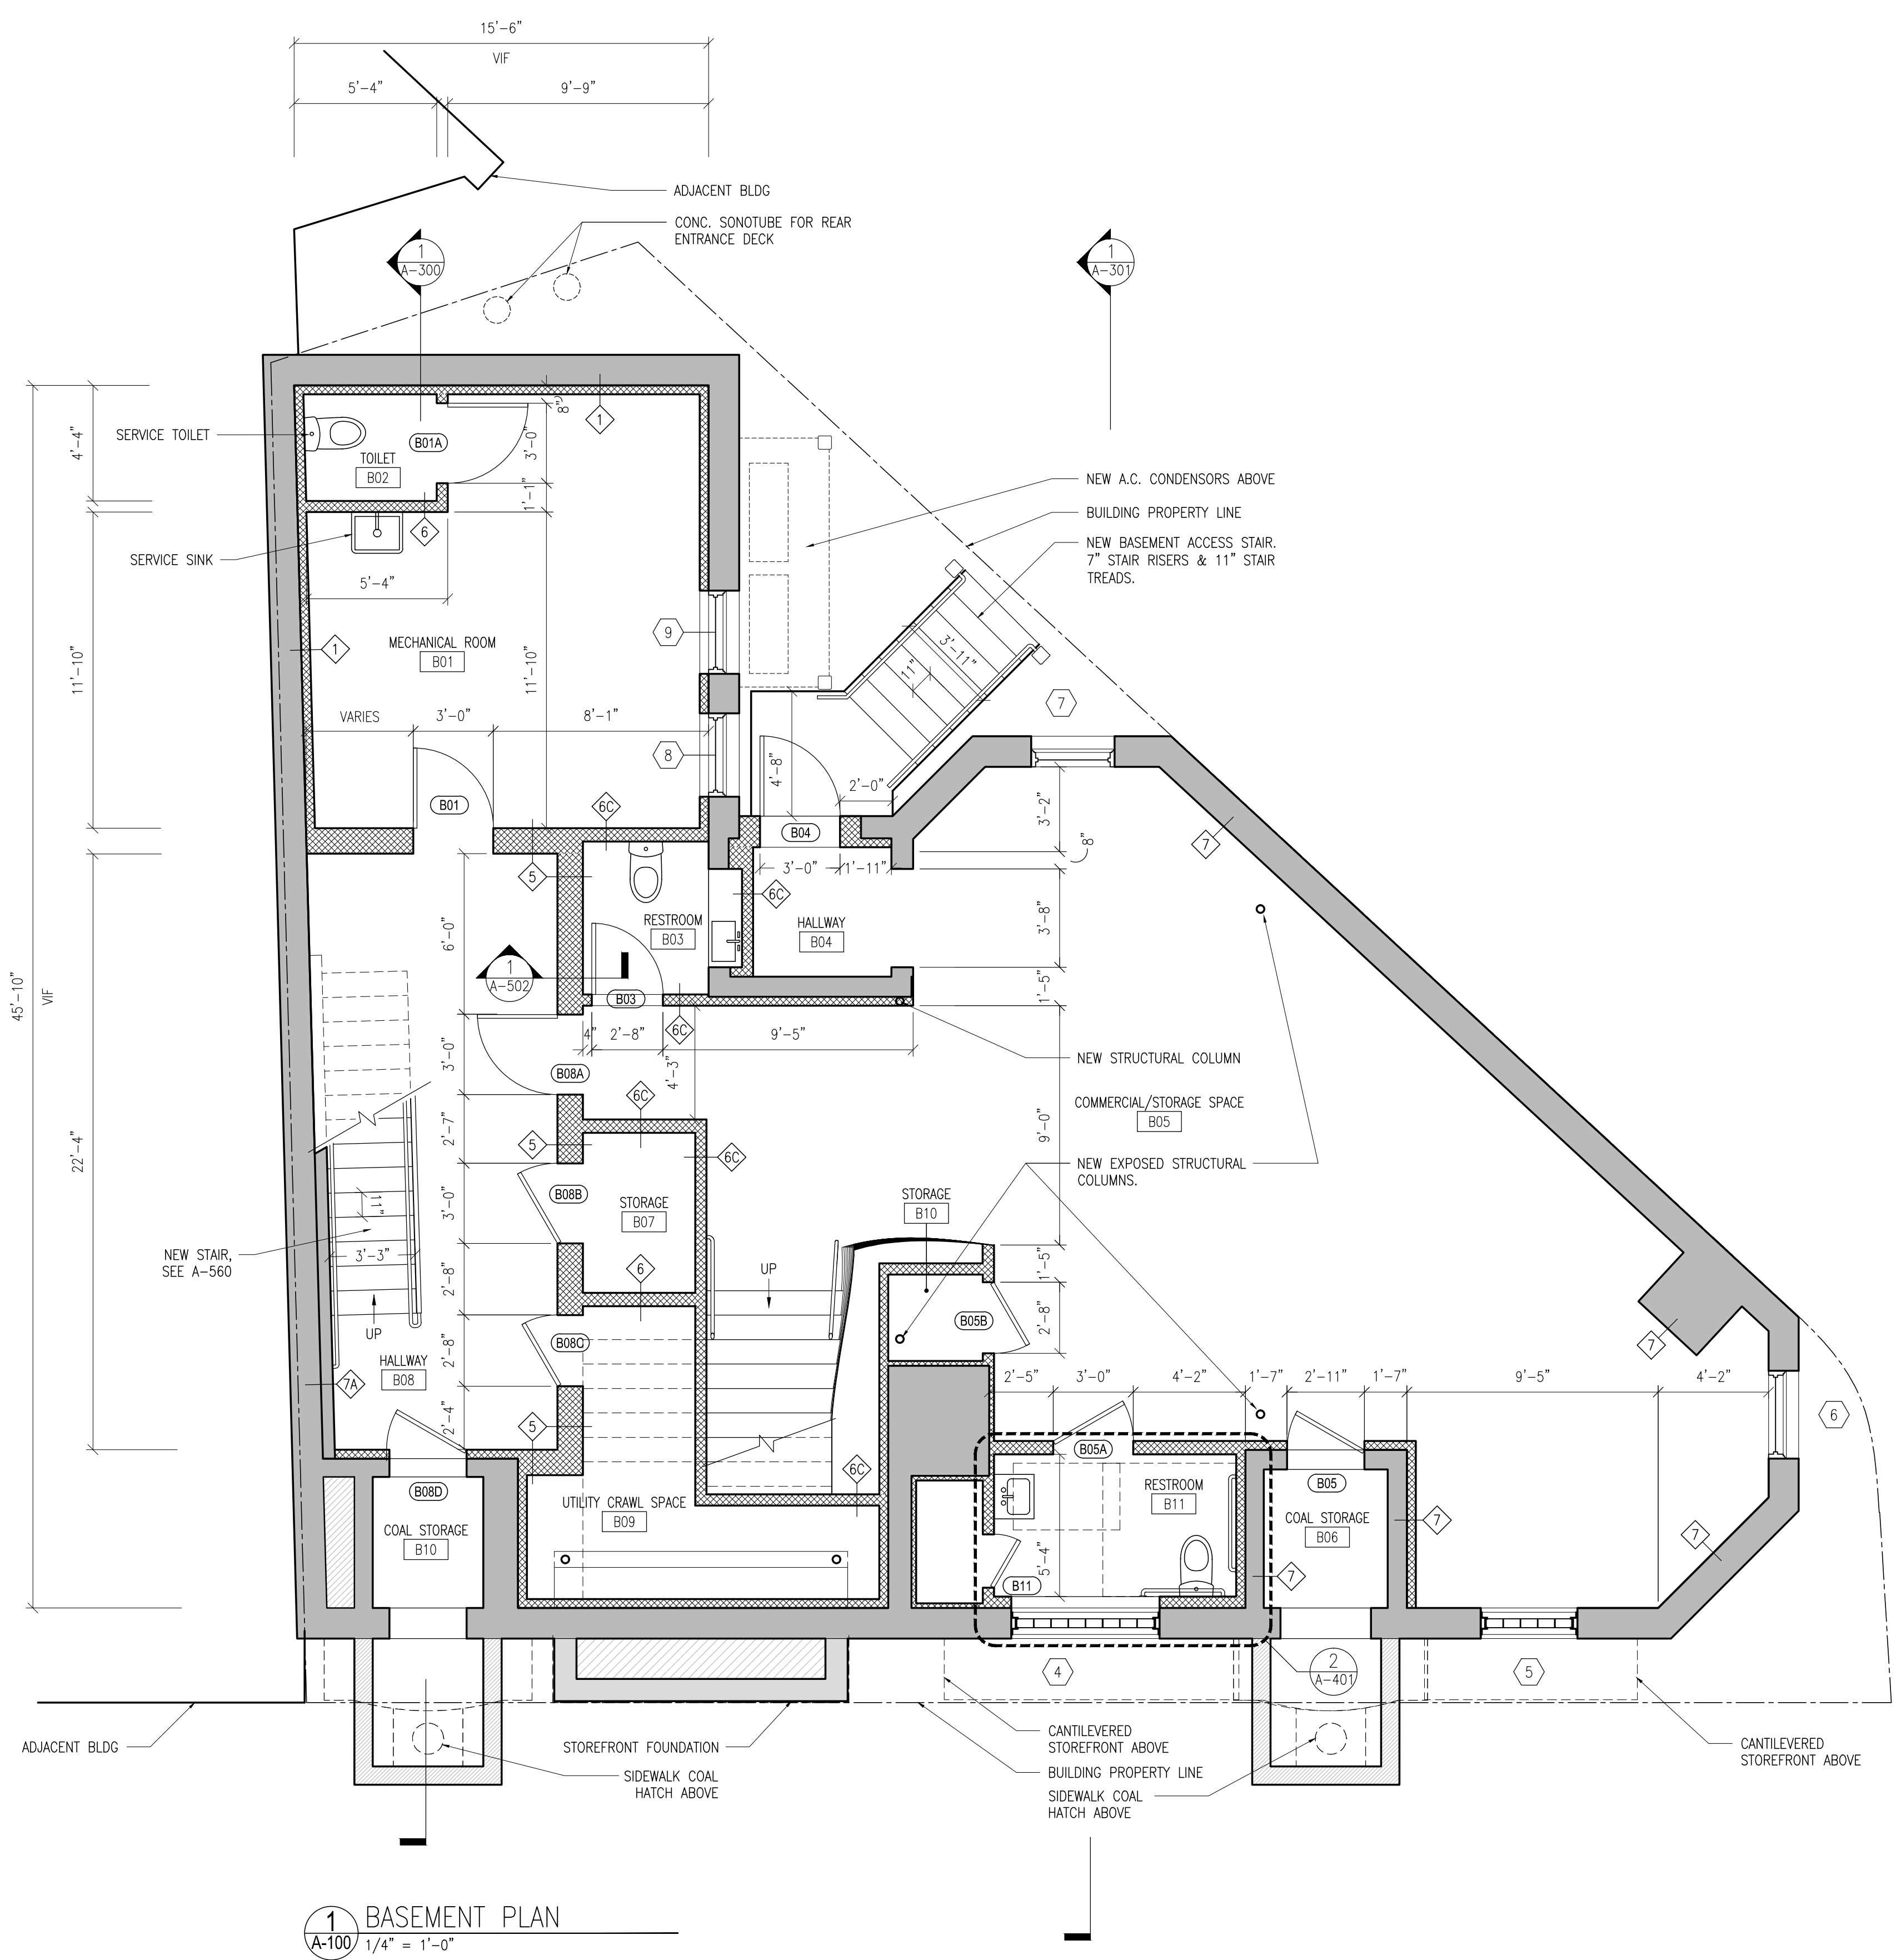 15'-6"
VIF
5'-4"
9'-9"
ADJACENT BLDG
CONC. SONOTUBE FOR REAR
ENTRANCE DECK
1
A-300
1
A-301
8"
1
4'-4"
SERVICE TOILET
B01A
TOILET
B02
3'-0"
1'-1"
6
SERVICE SINK
5'-4"
NEW A.C. CONDENSORS ABOVE
BUILDING PROPERTY LINE
NEW BASEMENT ACCESS STAIR.
7" STAIR RISERS & 11" STAIR
TREADS.
11'-10"
1
MECHANICAL ROOM
B01
11'-10"
9
3'-11"
11"
VARIES
3'-0"
8'-1"
8
7
4'-8"
2'-0"
B01
6C
B04
3'-2"
8"
7
5
3'-0"
1'-11"
6C
RESTROOM
B03
HALLWAY
B04
3'-8"
6'-0"
1
A-502
B03
6C
1'-5"
45'-10"
VIF
4"
2'-8"
9'-5"
4'-3"
3'-0"
B08A
NEW STRUCTURAL COLUMN
6C
COMMERCIAL/STORAGE SPACE
B05
9'-0"
22'-4"
2'-7"
5
6C
NEW EXPOSED STRUCTURAL
COLUMNS.
11"
3'-0"
B08B
STORAGE
B07
STORAGE
B10
NEW STAIR,
SEE A-560
3'-3"
2'-8"
6
UP
1'-5"
UP
2'-8"
B08C
B05B
2'-8"
7
HALLWAY
B08
7A
2'-4"
5
2'-5"
3'-0"
4'-2"
1'-7"
2'-11"
1'-7"
9'-5"
4'-2"
6
B05A
6C
B08D
COAL STORAGE
B10
UTILITY CRAWL SPACE
B09
RESTROOM
B11
B05
COAL STORAGE
B06
7
7
5'-4"
B11
7
4
2
A-401
5
ADJACENT BLDG
STOREFRONT FOUNDATION
SIDEWALK COAL
HATCH ABOVE
CANTILEVERED
STOREFRONT ABOVE
BUILDING PROPERTY LINE
SIDEWALK COAL
HATCH ABOVE
CANTILEVERED
STOREFRONT ABOVE
1
A-100
BASEMENT PLAN
1/4" = 1'-0"